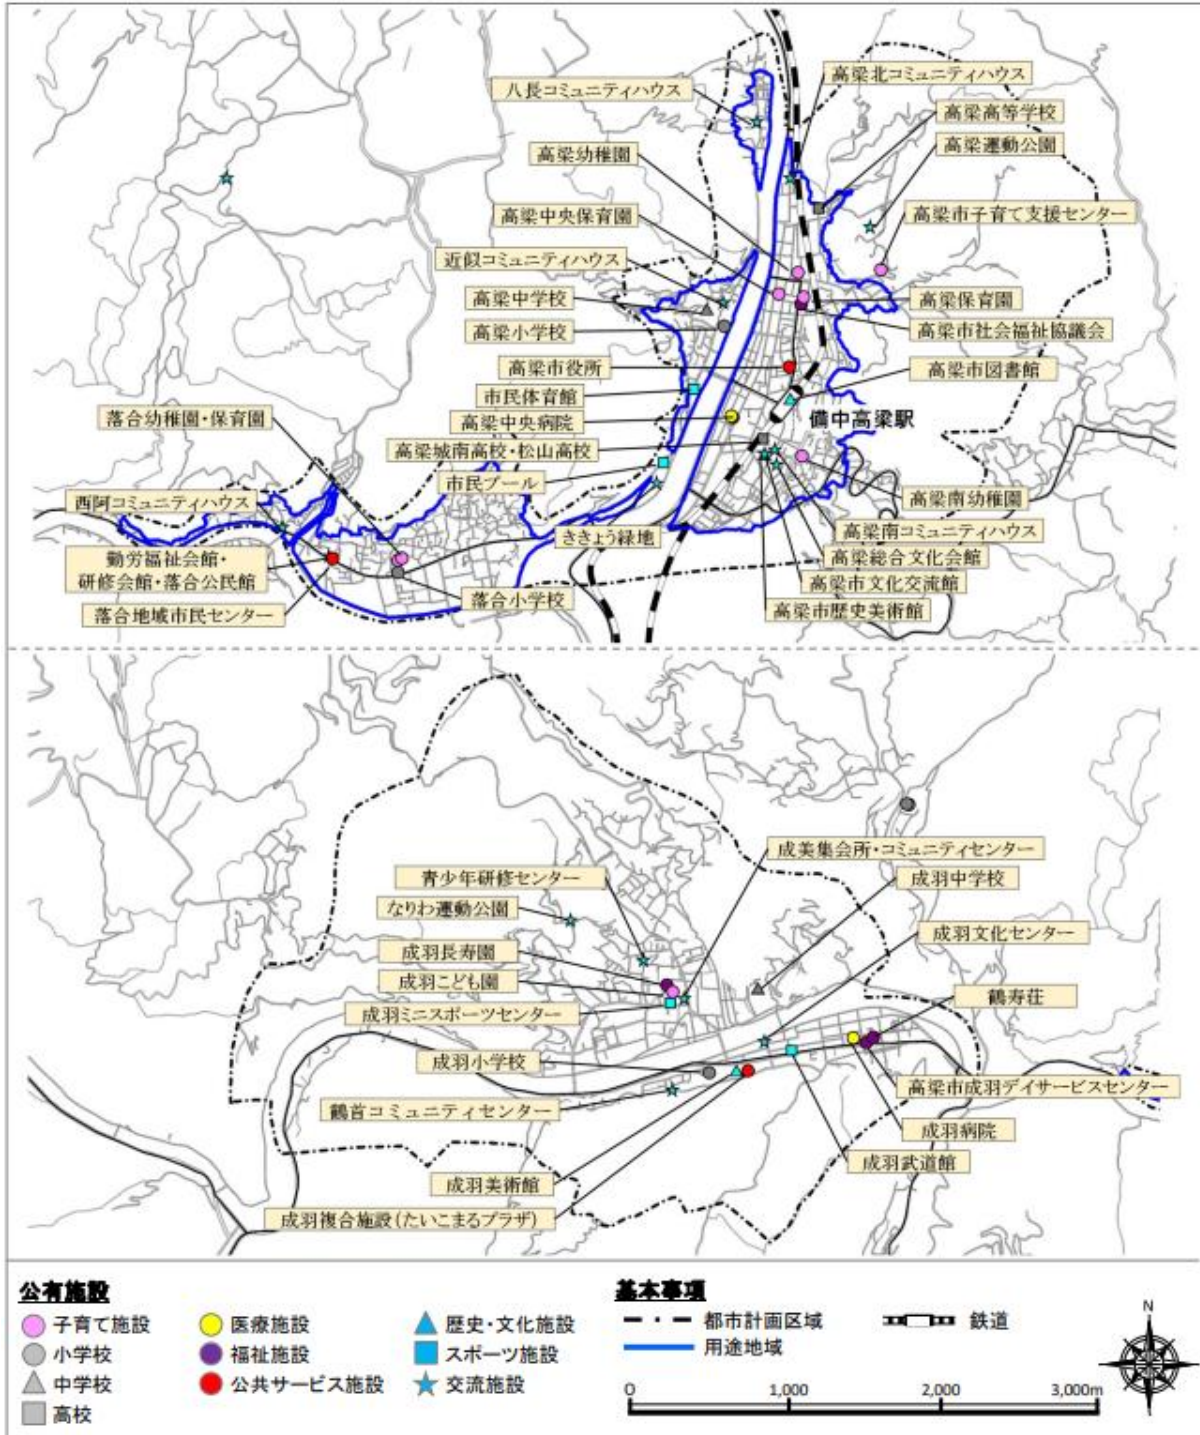 八長コミュニティハウス
高梁北コミュニティハウス
高梁高等学校
高梁幼稚園
高梁運動公園
高梁中央保育園
高梁市子育て支援センター
近似コミュニティハウス
高梁中学校
高梁保育園
高梁小学校
高梁市社会福祉協議会
高梁市役所
高梁市図書館
市民体育館
落合幼稚園・保育園
高梁中央病院
備中高梁駅
高梁城南高校・松山高校
市民プール
西阿コミュニティハウス
高梁南幼稚園
ききょう緑地
高梁南コミュニティハウス
勤労福祉会館・
研修会館・落合公民館
高梁総合文化会館
高梁市文化交流館
落合小学校
落合地域市民センター
高梁市歴史美術館
成美集会所・コミュニティセンター
青少年研修センター
成羽中学校
なりわ運動公園
成羽文化センター
成羽長寿園
成羽こども園
鶴寿荘
成羽ミニスポーツセンター
成羽小学校
高梁市成羽デイサービスセンター
鶴首コミュニティセンター
成羽病院
成羽武道館
成羽美術館
成羽複合施設(たいこまるプラザ)
公有施設
子育て施設
小学校
中学校
高校
医療施設
福祉施設
公共サービス施設
歴史・文化施設
スポーツ施設
交流施設
基本事項
都市計画区域
用途地域
鉄道
0 1,000 2,000 3,000m
N